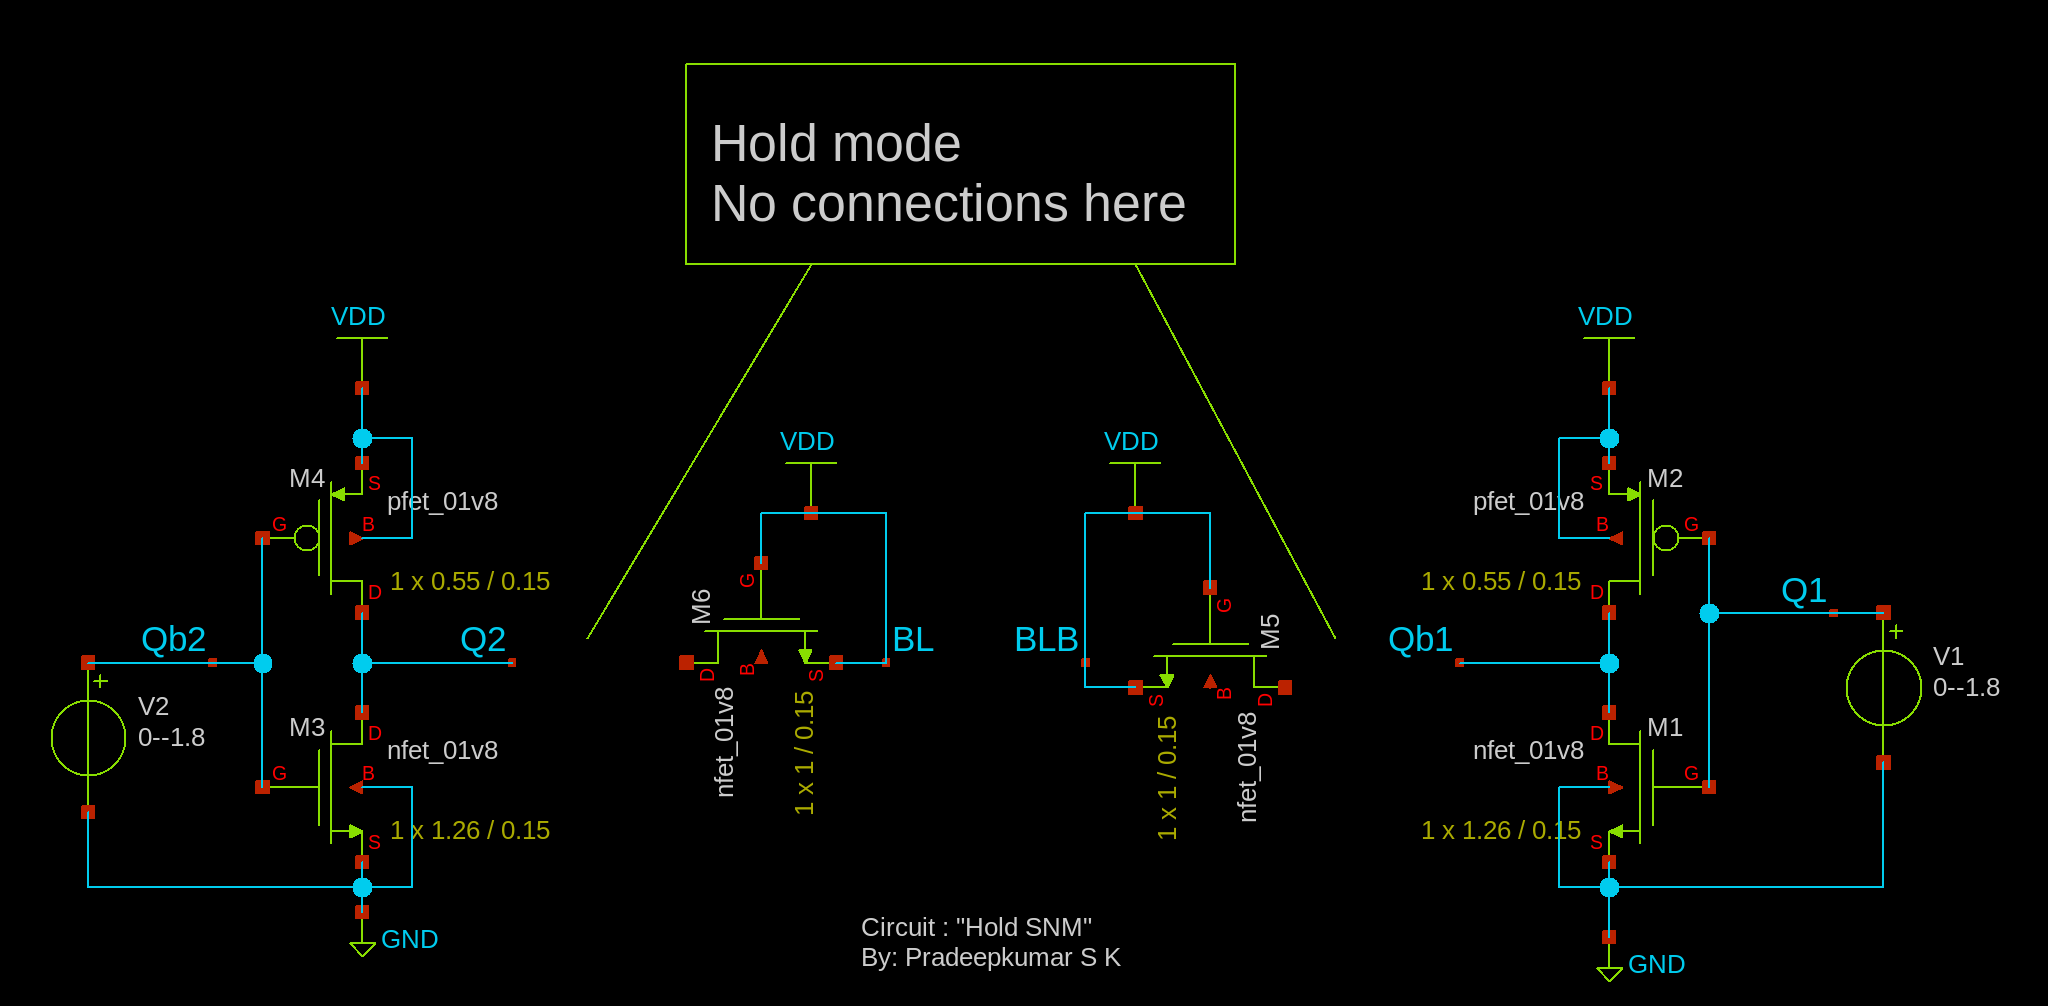 Hold mode
No connections here
VDD
M4
S
pfet_01v8
G
B
1 x 0.55 / 0.15
D
Qb2
Q2
+
V2
0--1.8
M3
D
nfet_01v8
G
B
1 x 1.26 / 0.15
S
GND
VDD
G
M6
BL
D
B
S
nfet_01v8
1 x 1 / 0.15
VDD
G
M5
BLB
S
B
D
1 x 1 / 0.15
nfet_01v8
VDD
M2
S
pfet_01v8
B
G
1 x 0.55 / 0.15
D
Q1
Qb1
+
V1
0--1.8
M1
D
nfet_01v8
B
G
1 x 1.26 / 0.15
S
GND
Circuit : "Hold SNM"
By: Pradeepkumar S K